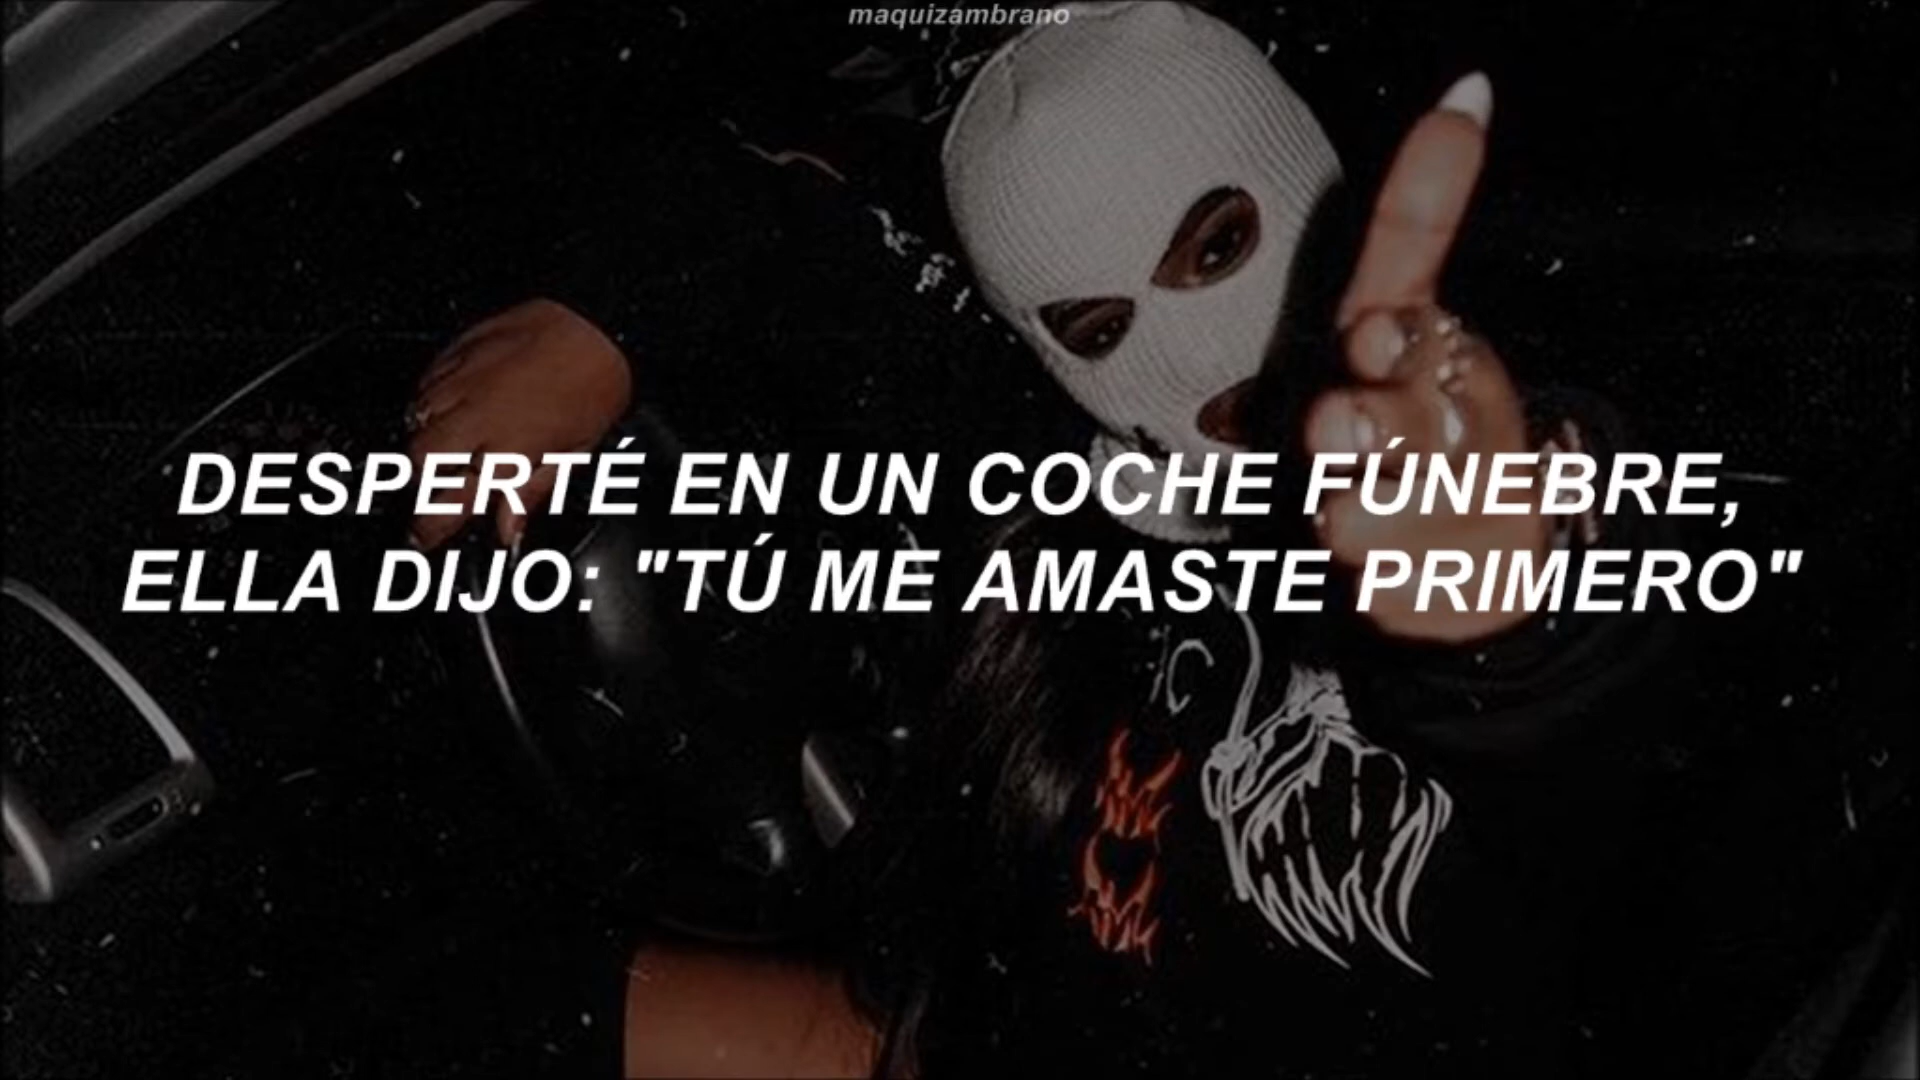 maquizambrano
DESPERTÉ EN UN COCHE FÚNEBRE,
ELLA DIJO: "TÚ ME AMASTE PRIMERO"